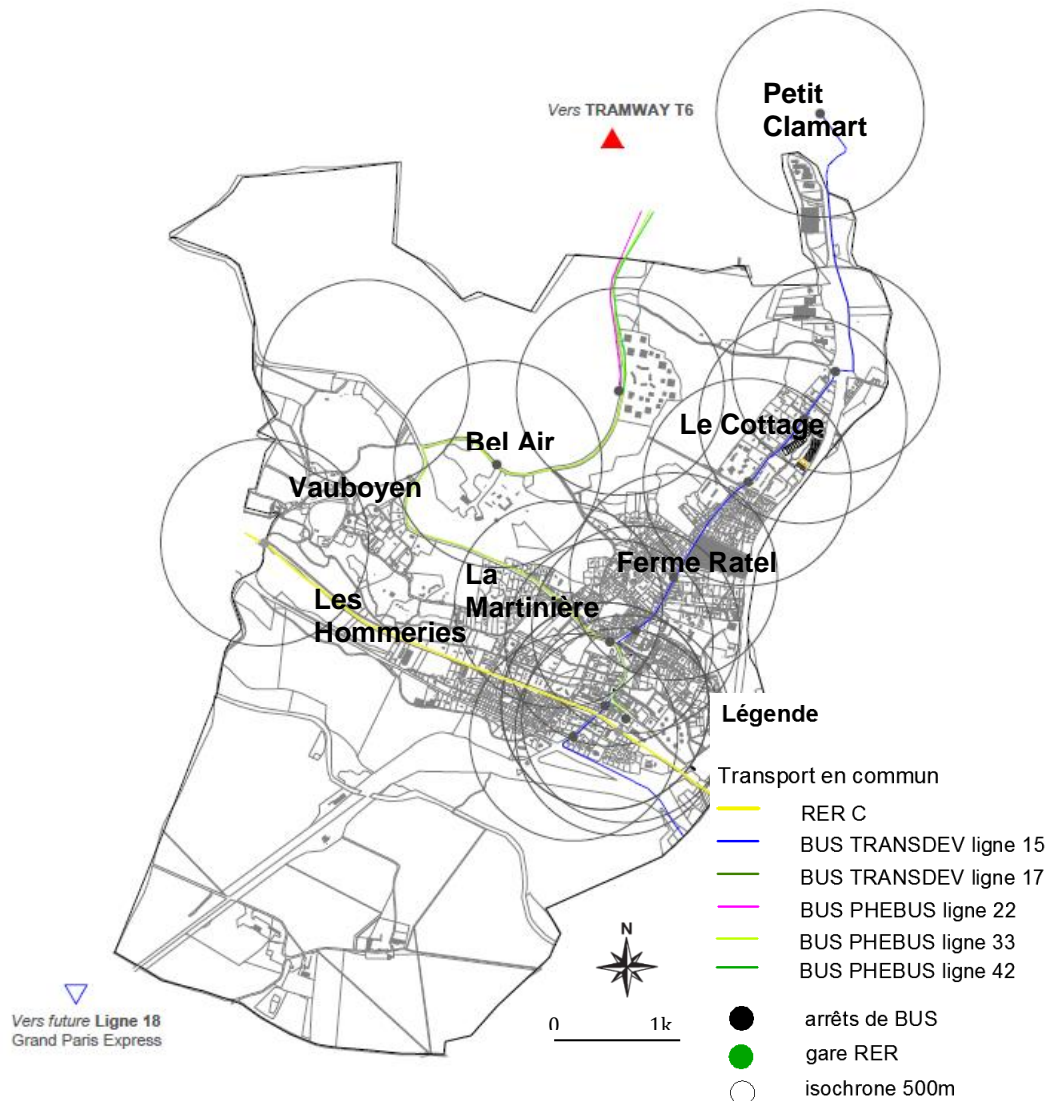 Petit
Clamart
Vers TRAMWAY T6
Le Cottage
Bel Air
Vauboyen
Ferme Ratel
La
Martinière
Les
Hommeries
Légende
Transport en commun
RER C
BUS TRANSDEV ligne 15
BUS TRANSDEV ligne 17
BUS PHEBUS ligne 22
BUS PHEBUS ligne 33
BUS PHEBUS ligne 42
arrêts de BUS
gare RER
isochrone 500m
N
0 1k
Vers future Ligne 18
Grand Paris Express